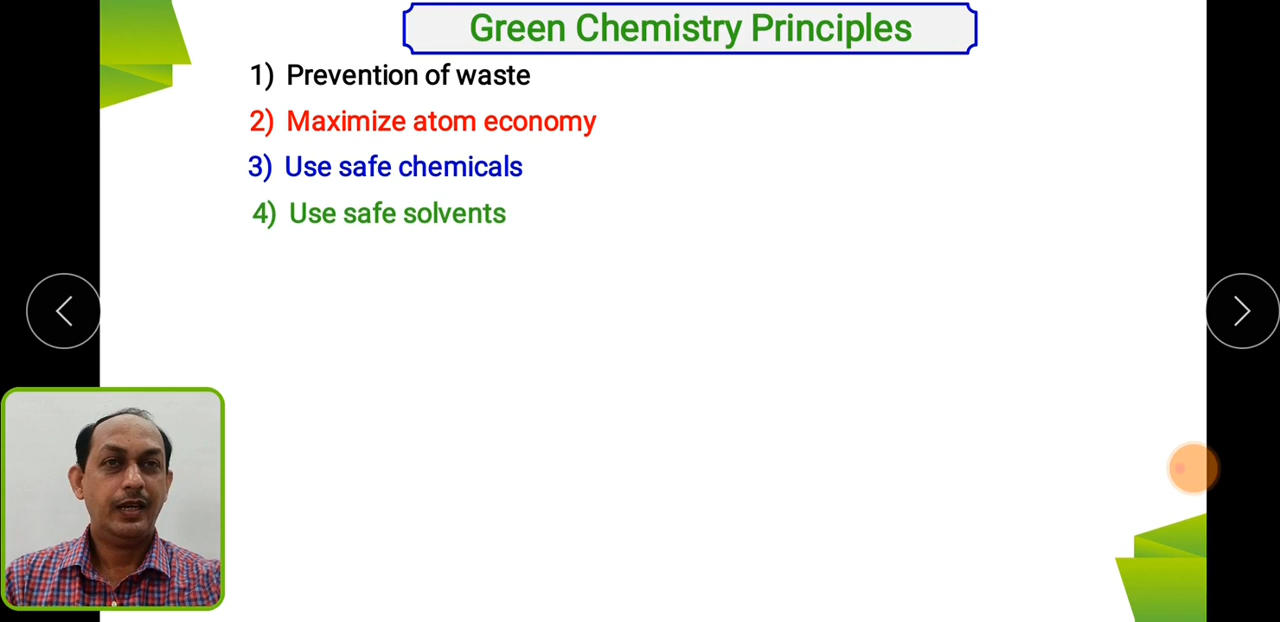 Green Chemistry Principles
1) Prevention of waste
2) Maximize atom economy
3) Use safe chemicals
4) Use safe solvents